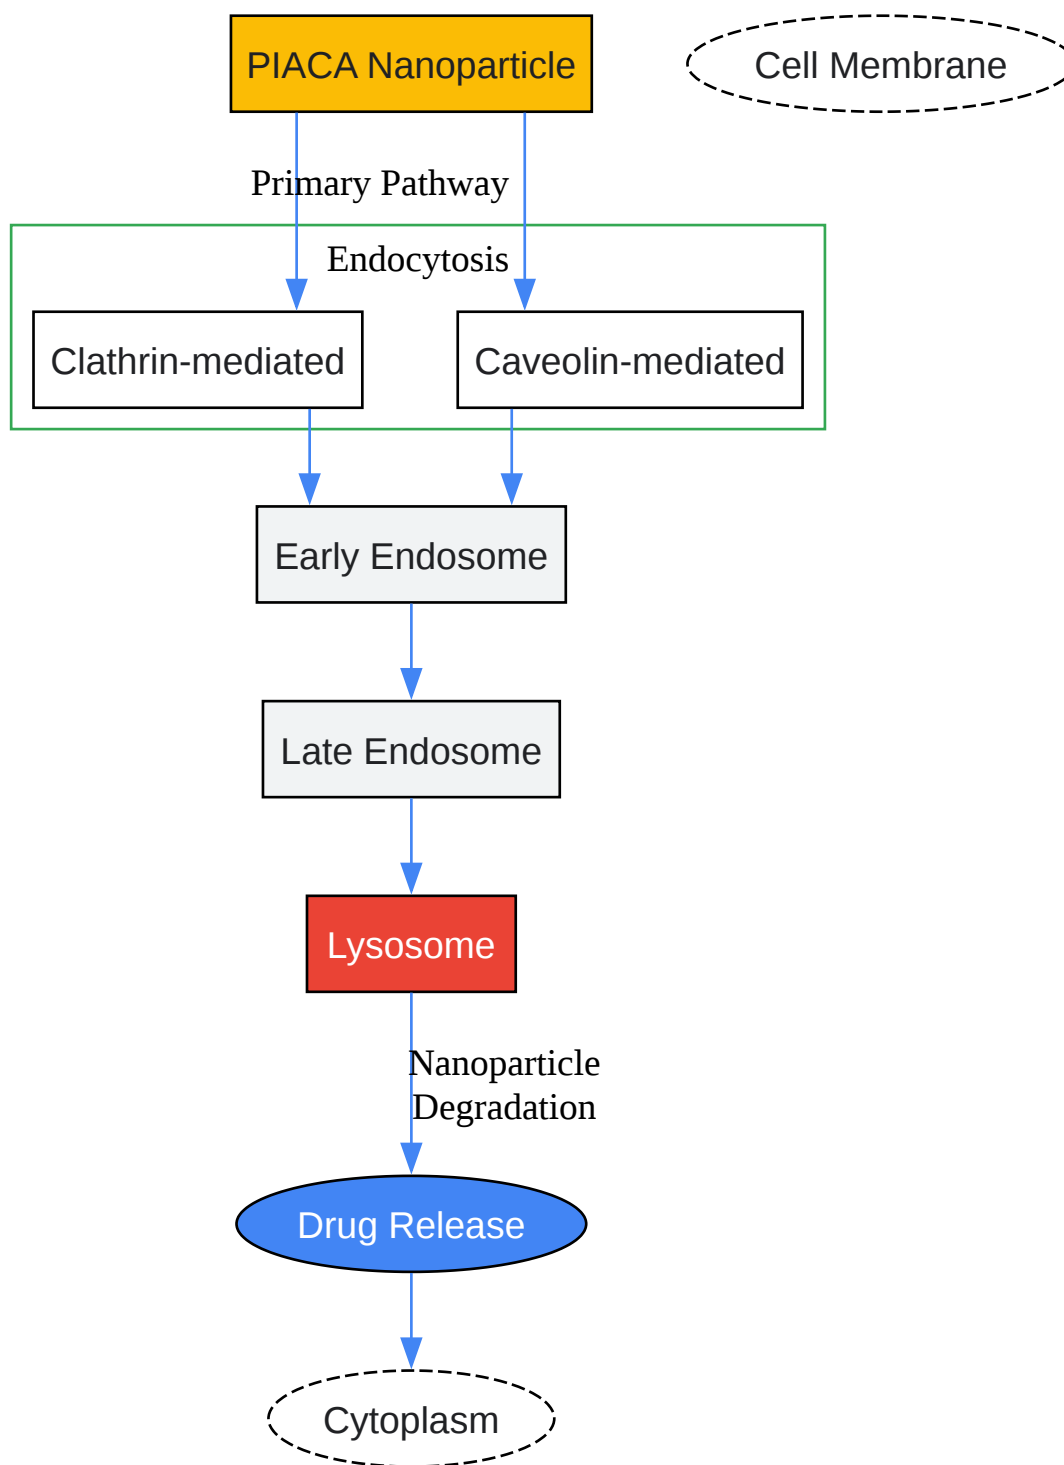 PIACA Nanoparticle
Cell Membrane
Primary Pathway
Endocytosis
Clathrin-mediated
Caveolin-mediated
Early Endosome
Late Endosome
Lysosome
Nanoparticle
Degradation
Drug Release
Cytoplasm